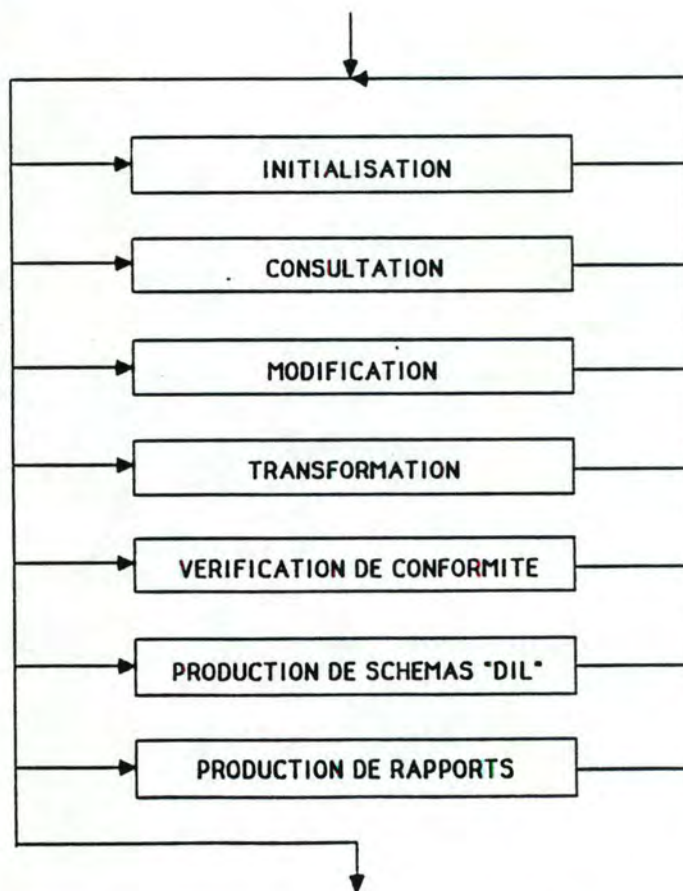 INITIALISATION
CONSULTATION
MODIFICATION
TRANSFORMATION
VERIFICATION DE CONFORMITE
PRODUCTION DE SCHEMAS "DIL"
PRODUCTION DE RAPPORTS